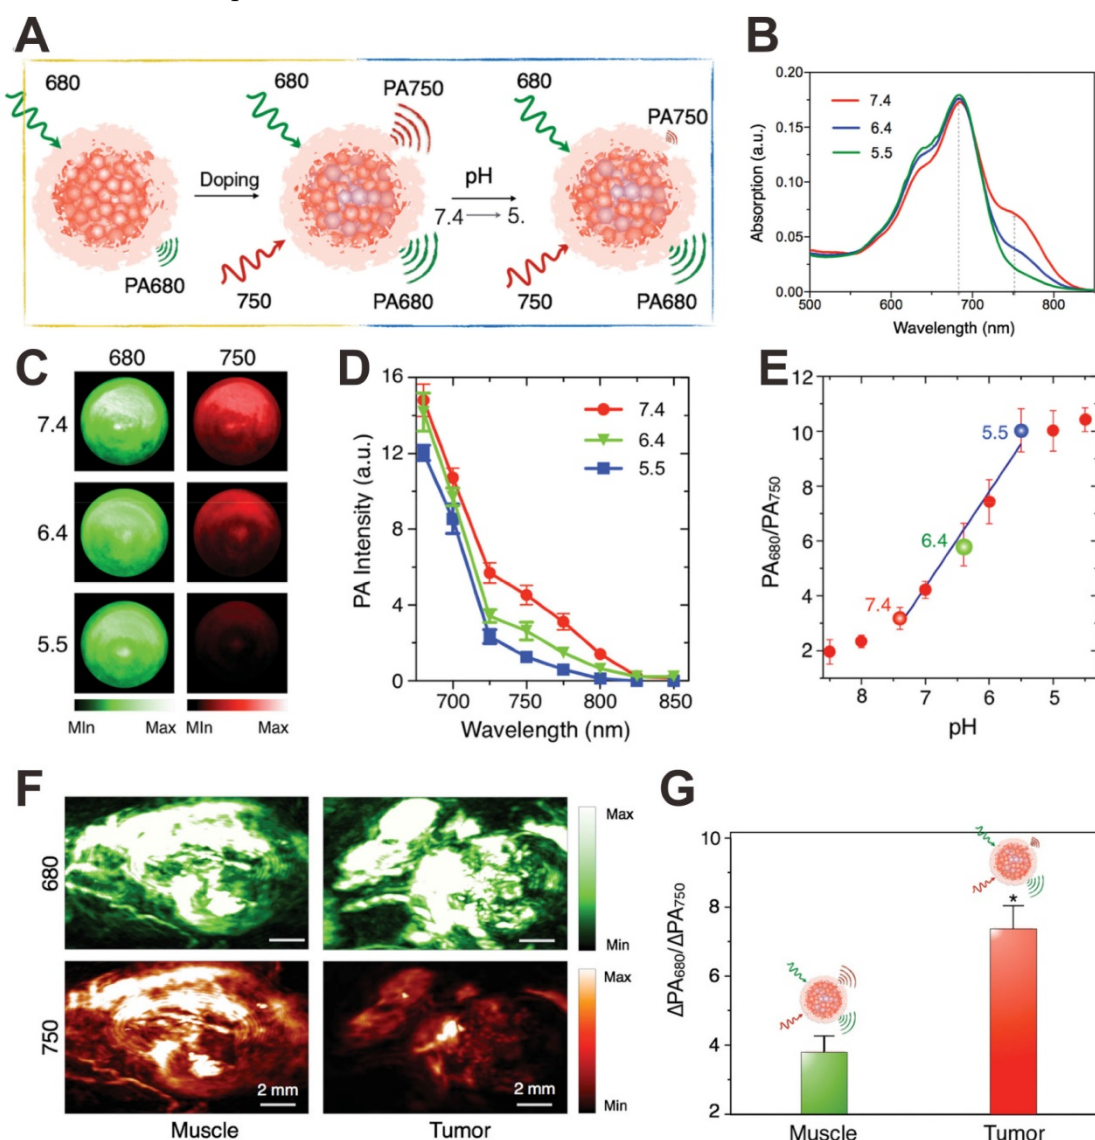 A
680
680
PA750
680
PA750
Doping
pH
7.4 → 5.
PA680
750
PA680
750
PA680
B
Absorption (a.u.)
0.20
0.15
0.10
0.05
0.00
7.4
6.4
5.5
500
600
700
800
Wavelength (nm)
C
680
750
7.4
6.4
5.5
MIn
Max
MIn
Max
D
PA Intensity (a.u.)
16
12
8
4
0
7.4
6.4
5.5
700
750
800
850
Wavelength (nm)
E
PA680/PA750
12
10
8
6
4
2
5.5
6.4
7.4
8
7
6
5
pH
F
680
Max
Min
750
2 mm
2 mm
Max
Min
Muscle
Tumor
G
ΔPA680/ΔPA750
10
8
6
4
2
*
Muscle
Tumor